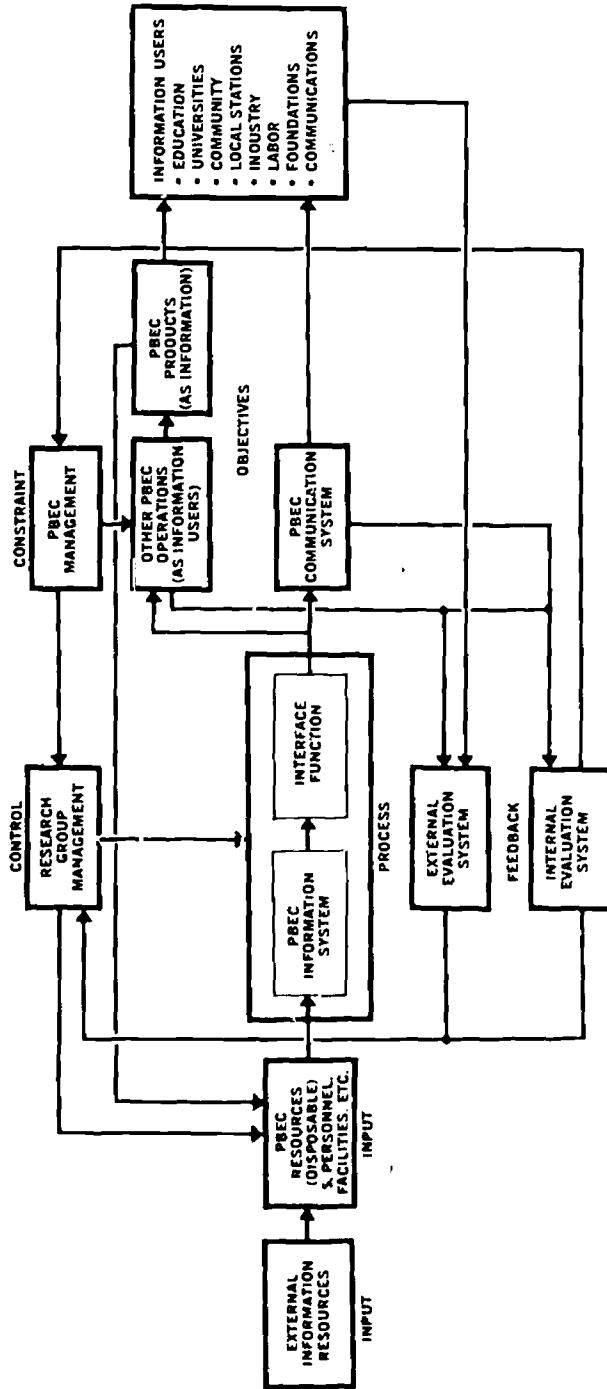 EXTERNAL
INFORMATION
RESOURCES
INPUT
PBEC
RESOURCES
(DISPOSABLE)
$, PERSONNEL,
FACILITIES, ETC.
INPUT
CONTROL
RESEARCH
GROUP
MANAGEMENT
PBEC
INFORMATION
SYSTEM
INTERFACE
FUNCTION
PROCESS
EXTERNAL
EVALUATION
SYSTEM
FEEDBACK
INTERNAL
EVALUATION
SYSTEM
CONSTRAINT
PBEC
MANAGEMENT
OTHER PBEC
OPERATIONS
(AS INFORMATION
USERS)
PBEC
PRODUCTS
(AS INFORMATION)
OBJECTIVES
PBEC
COMMUNICATION
SYSTEM
INFORMATION USERS
• EDUCATION
• UNIVERSITIES
• COMMUNITY
• LOCAL STATIONS
• INDUSTRY
• LABOR
• FOUNDATIONS
• COMMUNICATIONS